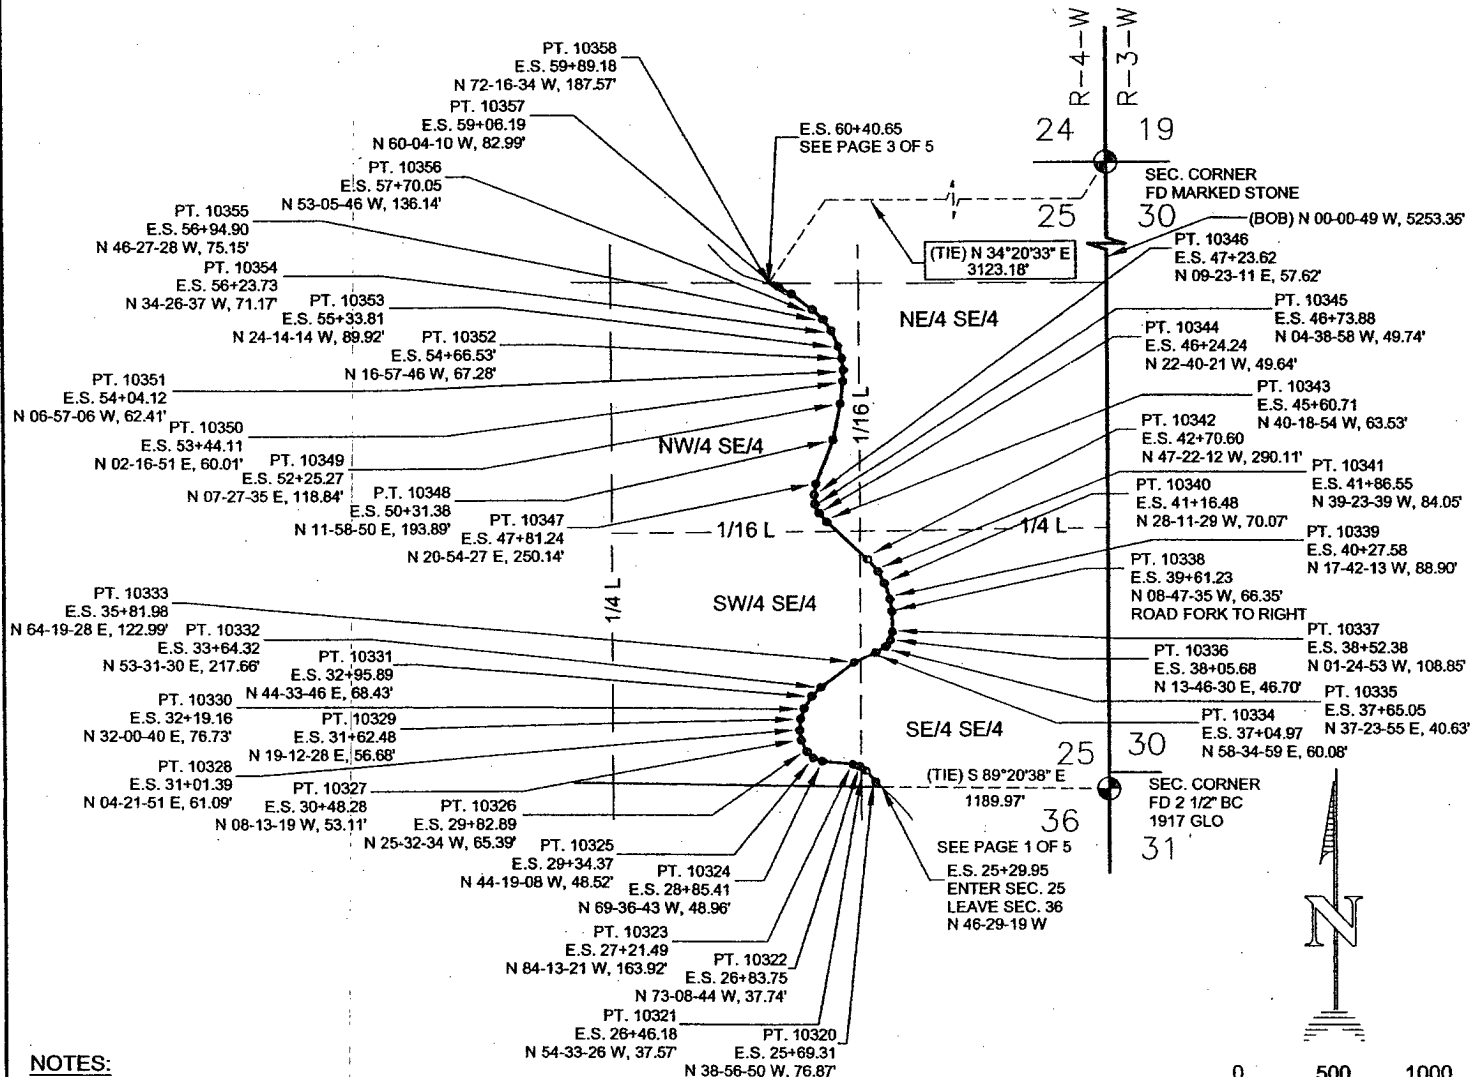 PT. 10358
E.S. 59+89.18
N 72-16-34 W, 187.57'
PT. 10357
E.S. 59+06.19
N 60-04-10 W, 82.99'
PT. 10356
E.S. 57+70.05
N 53-05-46 W, 136.14'
PT. 10355
E.S. 56+94.90
N 46-27-28 W, 75.15'
PT. 10354
E.S. 56+23.73
N 34-26-37 W, 71.17'
PT. 10353
E.S. 55+33.81
N 24-14-14 W, 89.92'
PT. 10352
E.S. 54+66.53
N 16-57-46 W, 67.28'
PT. 10351
E.S. 54+04.12
N 06-57-06 W, 62.41'
PT. 10350
E.S. 53+44.11
N 02-16-51 E, 60.01'
PT. 10349
E.S. 52+25.27
N 07-27-35 E, 118.84'
P.T. 10348
E.S. 50+31.38
N 11-58-50 E, 193.89'
PT. 10347
E.S. 47+81.24
N 20-54-27 E, 250.14'
PT. 10333
E.S. 35+81.98
N 64-19-28 E, 122.99'
PT. 10332
E.S. 33+64.32
N 53-31-30 E, 217.66'
PT. 10331
E.S. 32+95.89
N 44-33-46 E, 68.43'
PT. 10330
E.S. 32+19.16
N 32-00-40 E, 76.73'
PT. 10329
E.S. 31+62.48
N 19-12-28 E, 56.68'
PT. 10328
E.S. 31+01.39
N 04-21-51 E, 61.09'
PT. 10327
E.S. 30+48.28
N 08-13-19 W, 53.11'
PT. 10326
E.S. 29+82.89
N 25-32-34 W, 65.39'
PT. 10325
E.S. 29+34.37
N 44-19-08 W, 48.52'
PT. 10324
E.S. 28+85.41
N 69-36-43 W, 48.96'
PT. 10323
E.S. 27+21.49
N 84-13-21 W, 163.92'
PT. 10322
E.S. 26+83.75
N 73-08-44 W, 37.74'
PT. 10321
E.S. 26+46.18
N 54-33-26 W, 37.57'
PT. 10320
E.S. 25+69.31
N 38-56-50 W, 76.87'
E.S. 60+40.65
SEE PAGE 3 OF 5
R-4-W
R-3-W
24
19
25
30
SEC. CORNER
FD MARKED STONE
(BOB) N 00-00-49 W, 5253.35'
(TIE) N 34°20'33" E
3123.18'
PT. 10346
E.S. 47+23.62
N 09-23-11 E, 57.62'
PT. 10345
E.S. 46+73.88
N 04-38-58 W, 49.74'
PT. 10344
E.S. 46+24.24
N 22-40-21 W, 49.64'
PT. 10343
E.S. 45+60.71
N 40-18-54 W, 63.53'
PT. 10342
E.S. 42+70.60
N 47-22-12 W, 290.11'
PT. 10341
E.S. 41+86.55
N 39-23-39 W, 84.05'
PT. 10340
E.S. 41+16.48
N 28-11-29 W, 70.07'
PT. 10339
E.S. 40+27.58
N 17-42-13 W, 88.90'
PT. 10338
E.S. 39+61.23
N 08-47-35 W, 66.35'
ROAD FORK TO RIGHT
PT. 10337
E.S. 38+52.38
N 01-24-53 W, 108.85'
PT. 10336
E.S. 38+05.68
N 13-46-30 E, 46.70'
PT. 10335
E.S. 37+65.05
N 37-23-55 E, 40.63'
PT. 10334
E.S. 37+04.97
N 58-34-59 E, 60.08'
NE/4 SE/4
NW/4 SE/4
1/16 L
1/16 L
1/4 L
1/4 L
SW/4 SE/4
SE/4 SE/4
25
30
(TIE) S 89°20'38" E
1189.97'
36
31
SEC. CORNER
FD 2 1/2" BC
1917 GLO
SEE PAGE 1 OF 5
E.S. 25+29.95
ENTER SEC. 25
LEAVE SEC. 36
N 46-29-19 W
N
NOTES:
0 500 1000